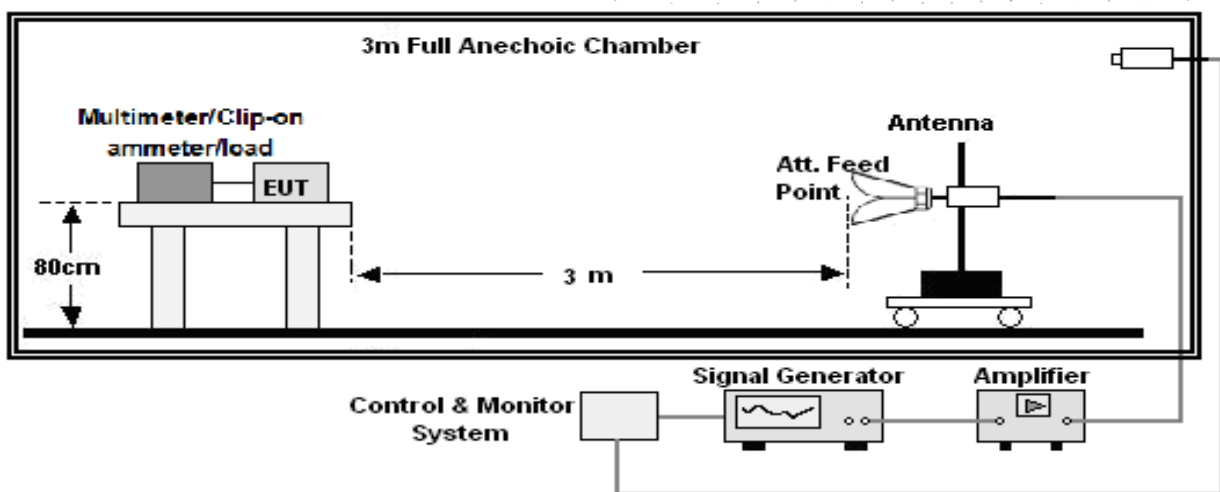 3m Full Anechoic Chamber
Multimeter/Clip-on
ammeter/load
EUT
80cm
3 m
Att. Feed
Point
Antenna
Signal Generator
Amplifier
Control & Monitor
System